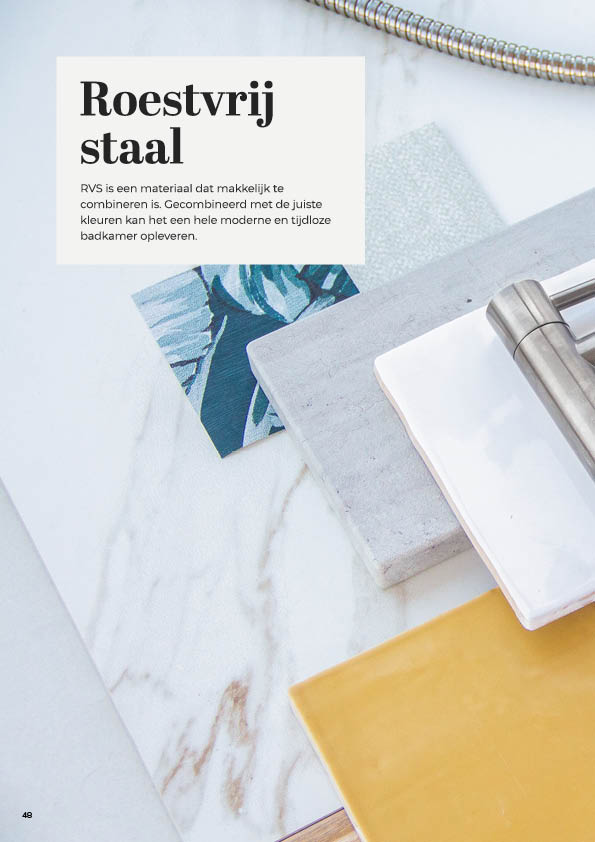 Roestvrij
staal
RVS is een materiaal dat makkelijk te
combineren is. Gecombineerd met de juiste
kleuren kan het een hele moderne en tijdloze
badkamer opleveren.
48